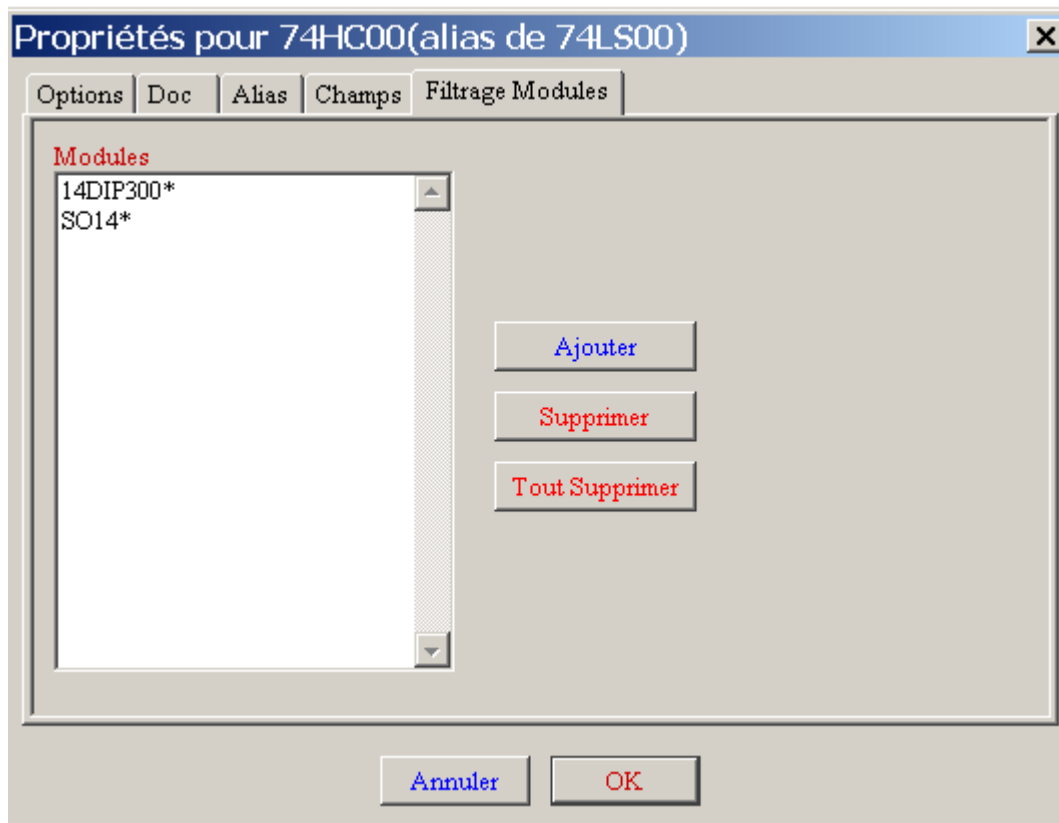 Propriétés pour 74HC00(alias de 74LS00)
Options Doc Alias Champs Filtrage Modules
Modules
14DIP300*
SO14*
Ajouter
Supprimer
Tout Supprimer
Annuler OK